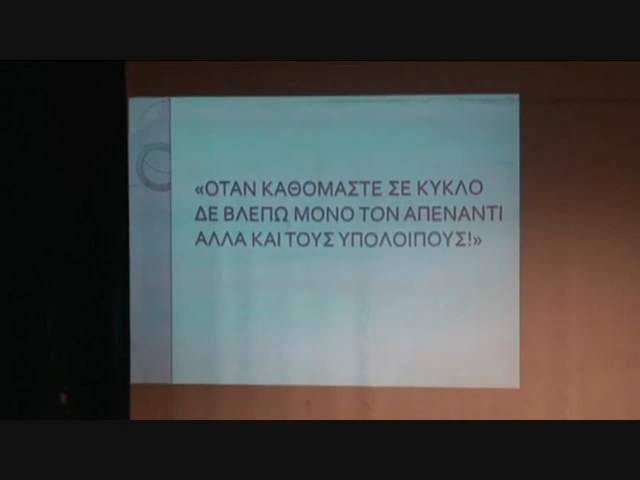 «ΟΤΑΝ ΚΑΘΟΜΑΣΤΕ ΣΕ ΚΥΚΛΟ
ΔΕ ΒΛΕΠΩ ΜΟΝΟ ΤΟΝ ΑΠΕΝΑΝΤΙ
ΑΛΛΑ ΚΑΙ ΤΟΥΣ ΥΠΟΛΟΙΠΟΥΣ!»